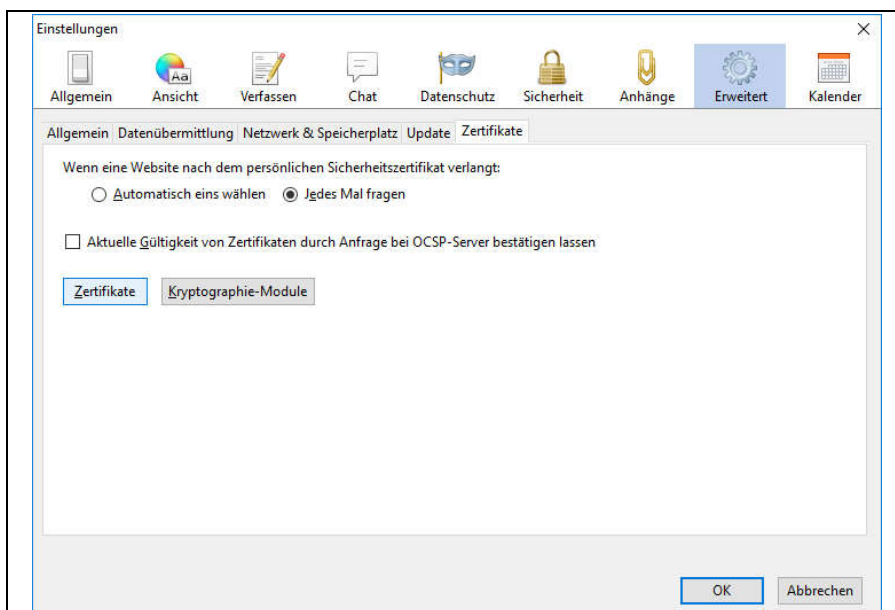 Einstellungen
Allgemein Ansicht Verfassen Chat Datenschutz Sicherheit Anhänge Erweitert Kalender
Allgemein Datenübermittlung Netzwerk & Speicherplatz Update Zertifikate
Wenn eine Website nach dem persönlichen Sicherheitszertifikat verlangt:
Automatisch eins wählen Jedes Mal fragen
Aktuelle Gültigkeit von Zertifikaten durch Anfrage bei OCSP-Server bestätigen lassen
Zertifikate Kryptographie-Module
OK Abbrechen